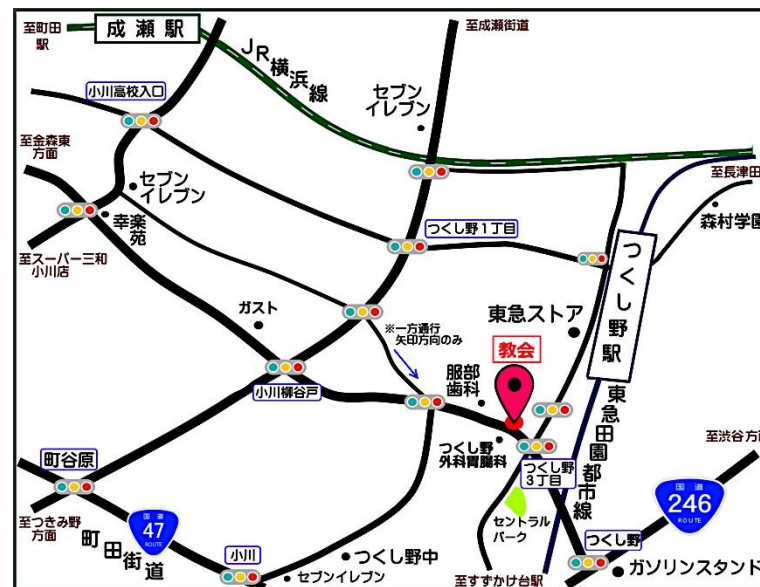 至町田
駅
成瀬駅
至成瀬街道
JR横浜線
セブン
イレブン
小川高校入口
至金森東
方面
セブン
イレブン
幸楽
苑
至スーパー三和
小川店
つくし野1丁目
至長津田
森村学園
つくし野駅
ガスト
※一方通行
矢印方向のみ
東急ストア
教会
服部
歯科
小川柳谷戸
つくし野
外科胃腸科
つくし野
3丁目
東急田園都市線
至渋谷方面
町谷原
国道
246
ROUTE
至つきみ野
方面
国道
47
ROUTE
町田街道
セントラル
パーク
つくし野
小川
つくし野中
セブンイレブン
至すずかけ台駅
ガソリンスタンド